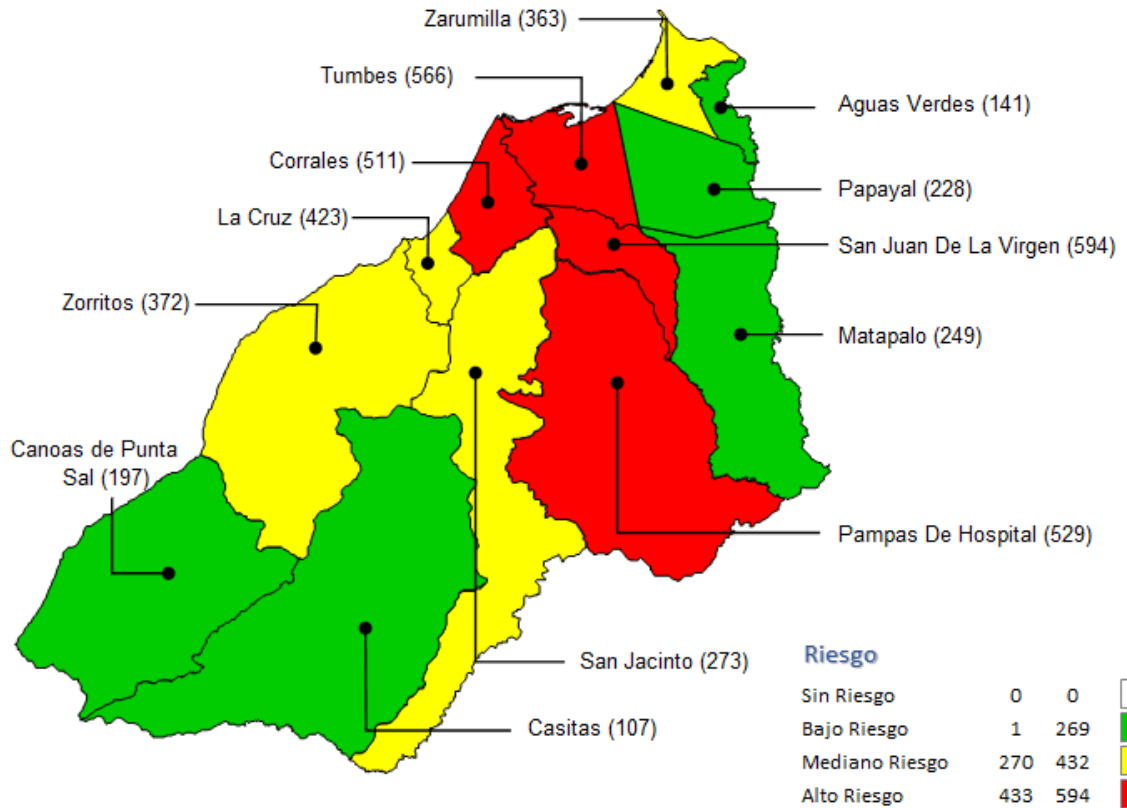 Zarumilla (363)
Tumbes (566)
Aguas Verdes (141)
Corrales (511)
Papayal (228)
La Cruz (423)
San Juan De La Virgen (594)
Zorritos (372)
Matapalo (249)
Canoas de Punta
Sal (197)
Pampas De Hospital (529)
San Jacinto (273)
Casitas (107)
Riesgo
Sin Riesgo 0 0
Bajo Riesgo 1 269
Mediano Riesgo 270 432
Alto Riesgo 433 594